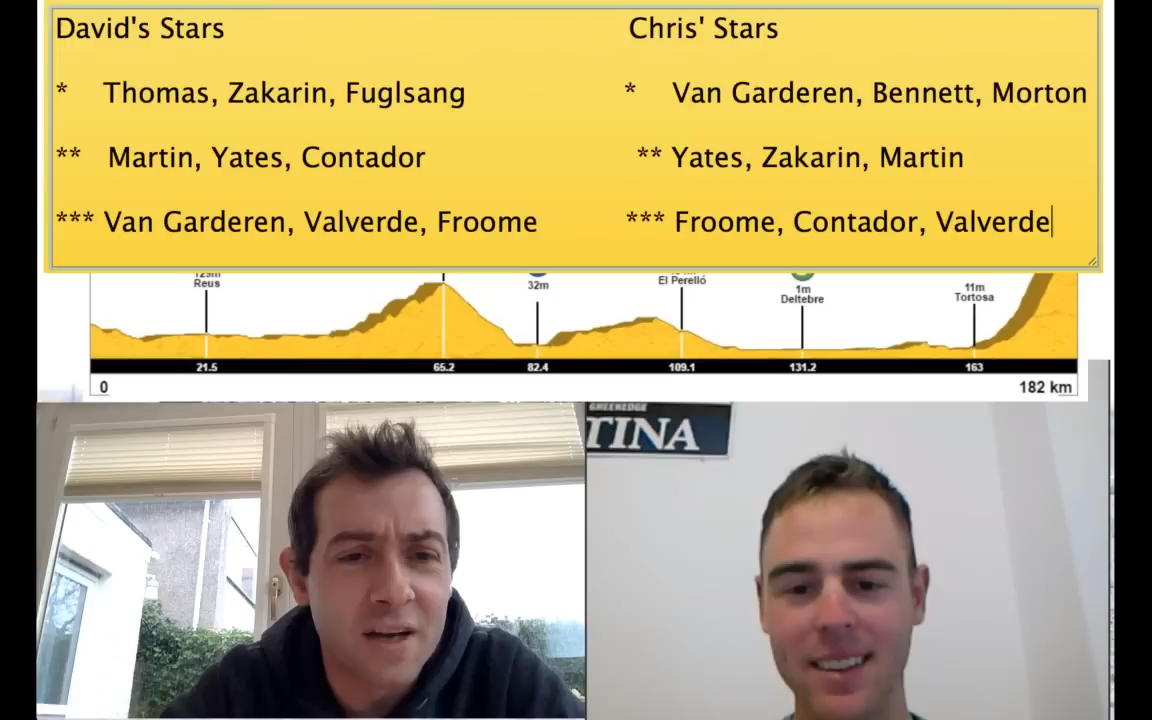 David's Stars
* Thomas, Zakarin, Fuglsang
** Martin, Yates, Contador
*** Van Garderen, Valverde, Froome
Chris' Stars
* Van Garderen, Bennett, Morton
** Yates, Zakarin, Martin
*** Froome, Contador, Valverde
129m
Reus
32m
El Perelló
1m
Deltebre
11m
Tortosa
21.5 65.2 82.4 109.1 131.2 163
0 182 km
GREENEDGE
TINA